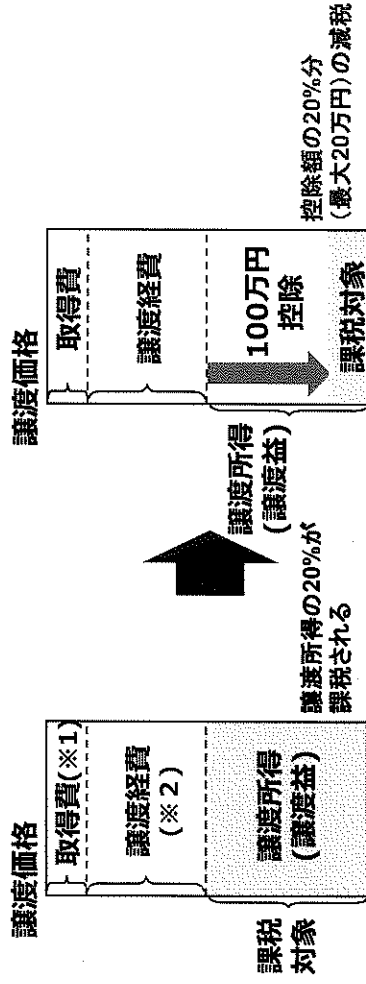 譲渡価格
取得費(※1)
譲渡経費
(※2)
譲渡所得
(譲渡益)
課税
対象
譲渡所得の20%が
課税される
譲渡価格
取得費
譲渡経費
100万円
控除
課税対象
譲渡所得
(譲渡益)
控除額の20%分
(最大20万円)の減税